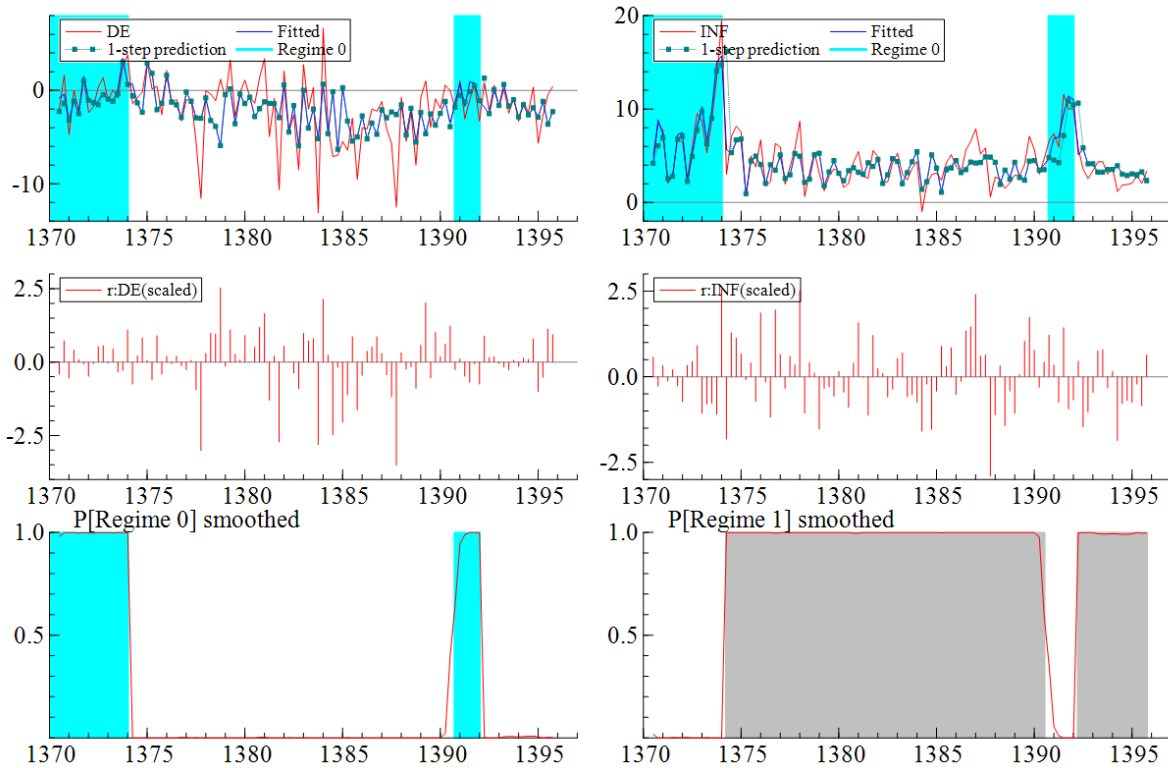 DE Fitted
1-step prediction Regime 0
0
-10
1370 1375 1380 1385 1390 1395
INF Fitted
1-step prediction Regime 0
20
10
0
1370 1375 1380 1385 1390 1395
r:DE(scaled)
2.5
0.0
-2.5
1370 1375 1380 1385 1390 1395
r:INF(scaled)
2.5
0.0
-2.5
1370 1375 1380 1385 1390 1395
P[Regime 0] smoothed
1.0
0.5
1370 1375 1380 1385 1390 1395
P[Regime 1] smoothed
1.0
0.5
1370 1375 1380 1385 1390 1395